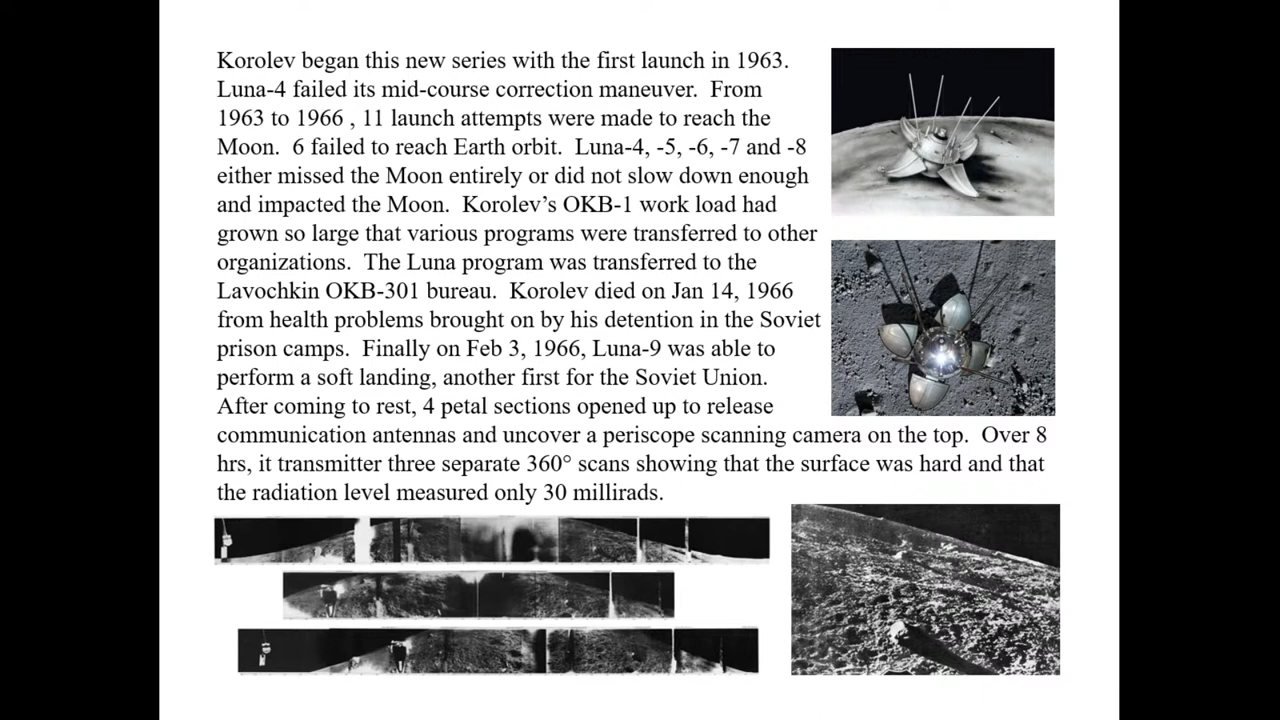 Korolev began this new series with the first launch in 1963.
Luna-4 failed its mid-course correction maneuver.  From
1963 to 1966 , 11 launch attempts were made to reach the
Moon.  6 failed to reach Earth orbit.  Luna-4, -5, -6, -7 and -8
either missed the Moon entirely or did not slow down enough
and impacted the Moon.  Korolev’s OKB-1 work load had
grown so large that various programs were transferred to other
organizations.  The Luna program was transferred to the
Lavochkin OKB-301 bureau.  Korolev died on Jan 14, 1966
from health problems brought on by his detention in the Soviet
prison camps.  Finally on Feb 3, 1966, Luna-9 was able to
perform a soft landing, another first for the Soviet Union.
After coming to rest, 4 petal sections opened up to release
communication antennas and uncover a periscope scanning camera on the top.  Over 8
hrs, it transmitter three separate 360° scans showing that the surface was hard and that
the radiation level measured only 30 millirads.